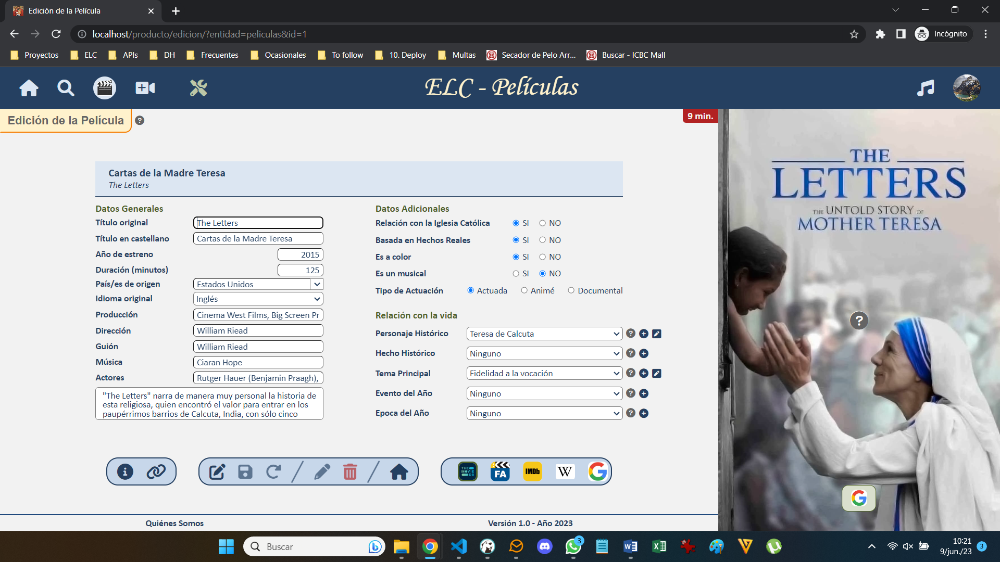 Edición de la Película
localhost/producto/edicion/?entidad=peliculas&id=1
Incógnito
Proyectos ELC APIs DH Frecuentes Ocasionales To follow 10. Deploy Multas Secador de Pelo Arr... Buscar - ICBC Mall
ELC - Películas
Edición de la Película ?
9 min.
Cartas de la Madre Teresa
The Letters
Datos Generales
Título original The Letters
Título en castellano Cartas de la Madre Teresa
Año de estreno 2015
Duración (minutos) 125
País/es de origen Estados Unidos
Idioma original Inglés
Producción Cinema West Films, Big Screen Pr
Dirección William Riead
Guión William Riead
Música Ciaran Hope
Actores Rutger Hauer (Benjamin Praagh),
"The Letters" narra de manera muy personal la historia de
esta religiosa, quien encontró el valor para entrar en los
paupérrimos barrios de Calcuta, India, con sólo cinco
Datos Adicionales
Relación con la Iglesia Católica SI NO
Basada en Hechos Reales SI NO
Es a color SI NO
Es un musical SI NO
Tipo de Actuación Actuada Animé Documental
Relación con la vida
Personaje Histórico Teresa de Calcuta ?
Hecho Histórico Ninguno ?
Tema Principal Fidelidad a la vocación ?
Evento del Año Ninguno ?
Epoca del Año Ninguno ?
THE
LETTERS
THE UNTOLD STORY OF
MOTHER TERESA
?
THE MOVIE DB FA IMDb W G
G
Quiénes Somos
Versión 1.0 - Año 2023
Buscar
3
10:21
9/jun./23
3